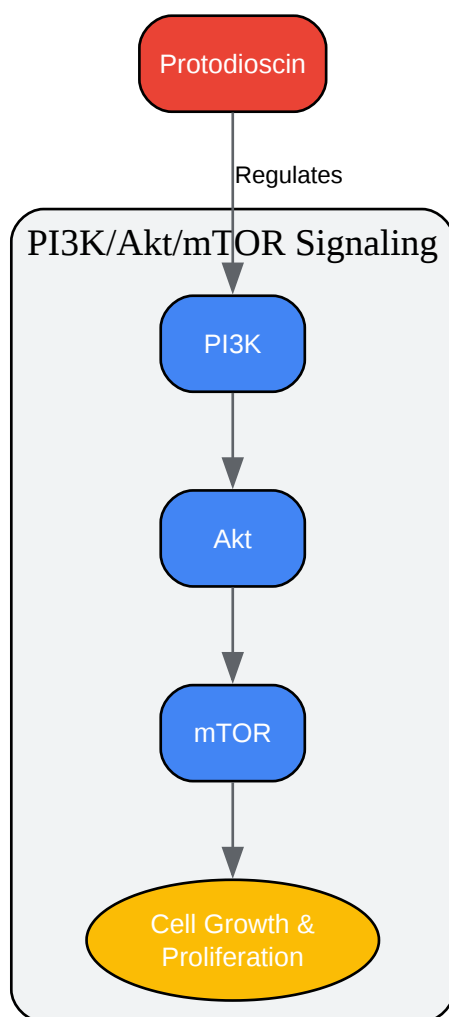 Protodioscin
Regulates
PI3K/Akt/mTOR Signaling
PI3K
Akt
mTOR
Cell Growth &
Proliferation